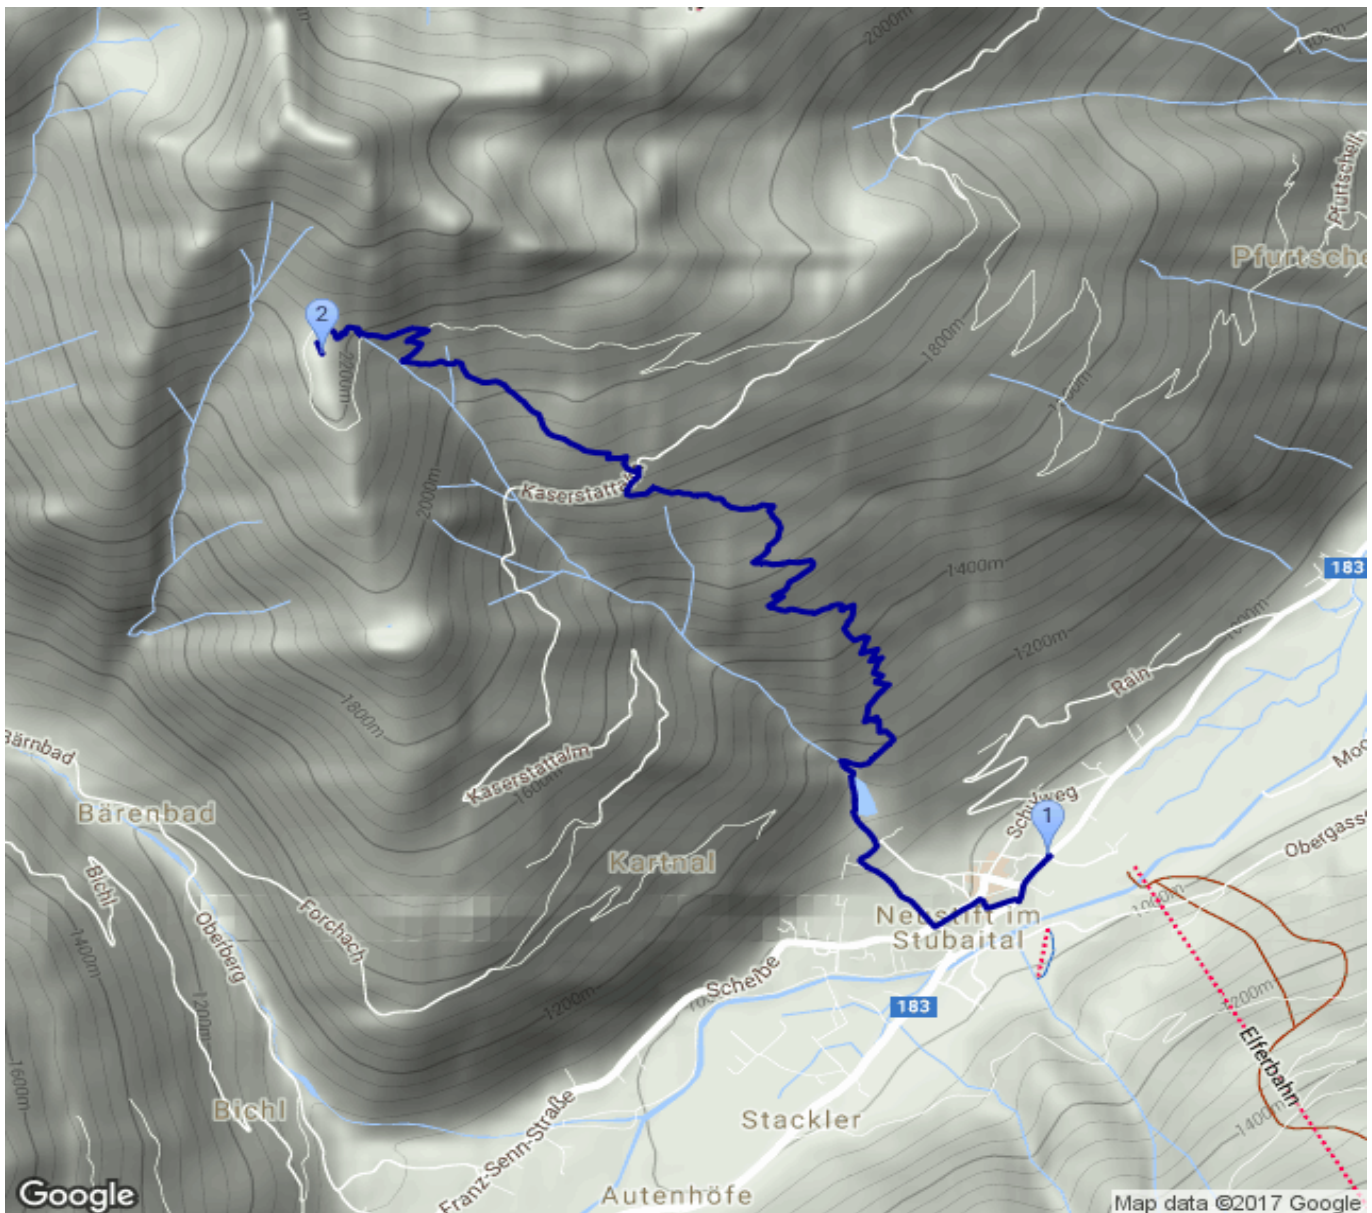 2000m
1600m
Pfurtschell
Pfurtsche
2
1800m
2200m
1600m
2000m
Kaserstattalm
183
1400m
1000m
1200m
Rain
1800m
Bärnbad
Kaserstattalm
1600m
Moo
Schulweg
1
Bärenbad
Obergasse
Kartnal
Bichl
Forchach
1000m
Neustift im
Stubaital
1400m
Oberberg
Scheibe
1200m
1200m
183
1200m
Elferbahn
1600m
Bichl
Franz-Senn-Straße
Stackler
1400m
Autenhöfe
Google
Map data ©2017 Google